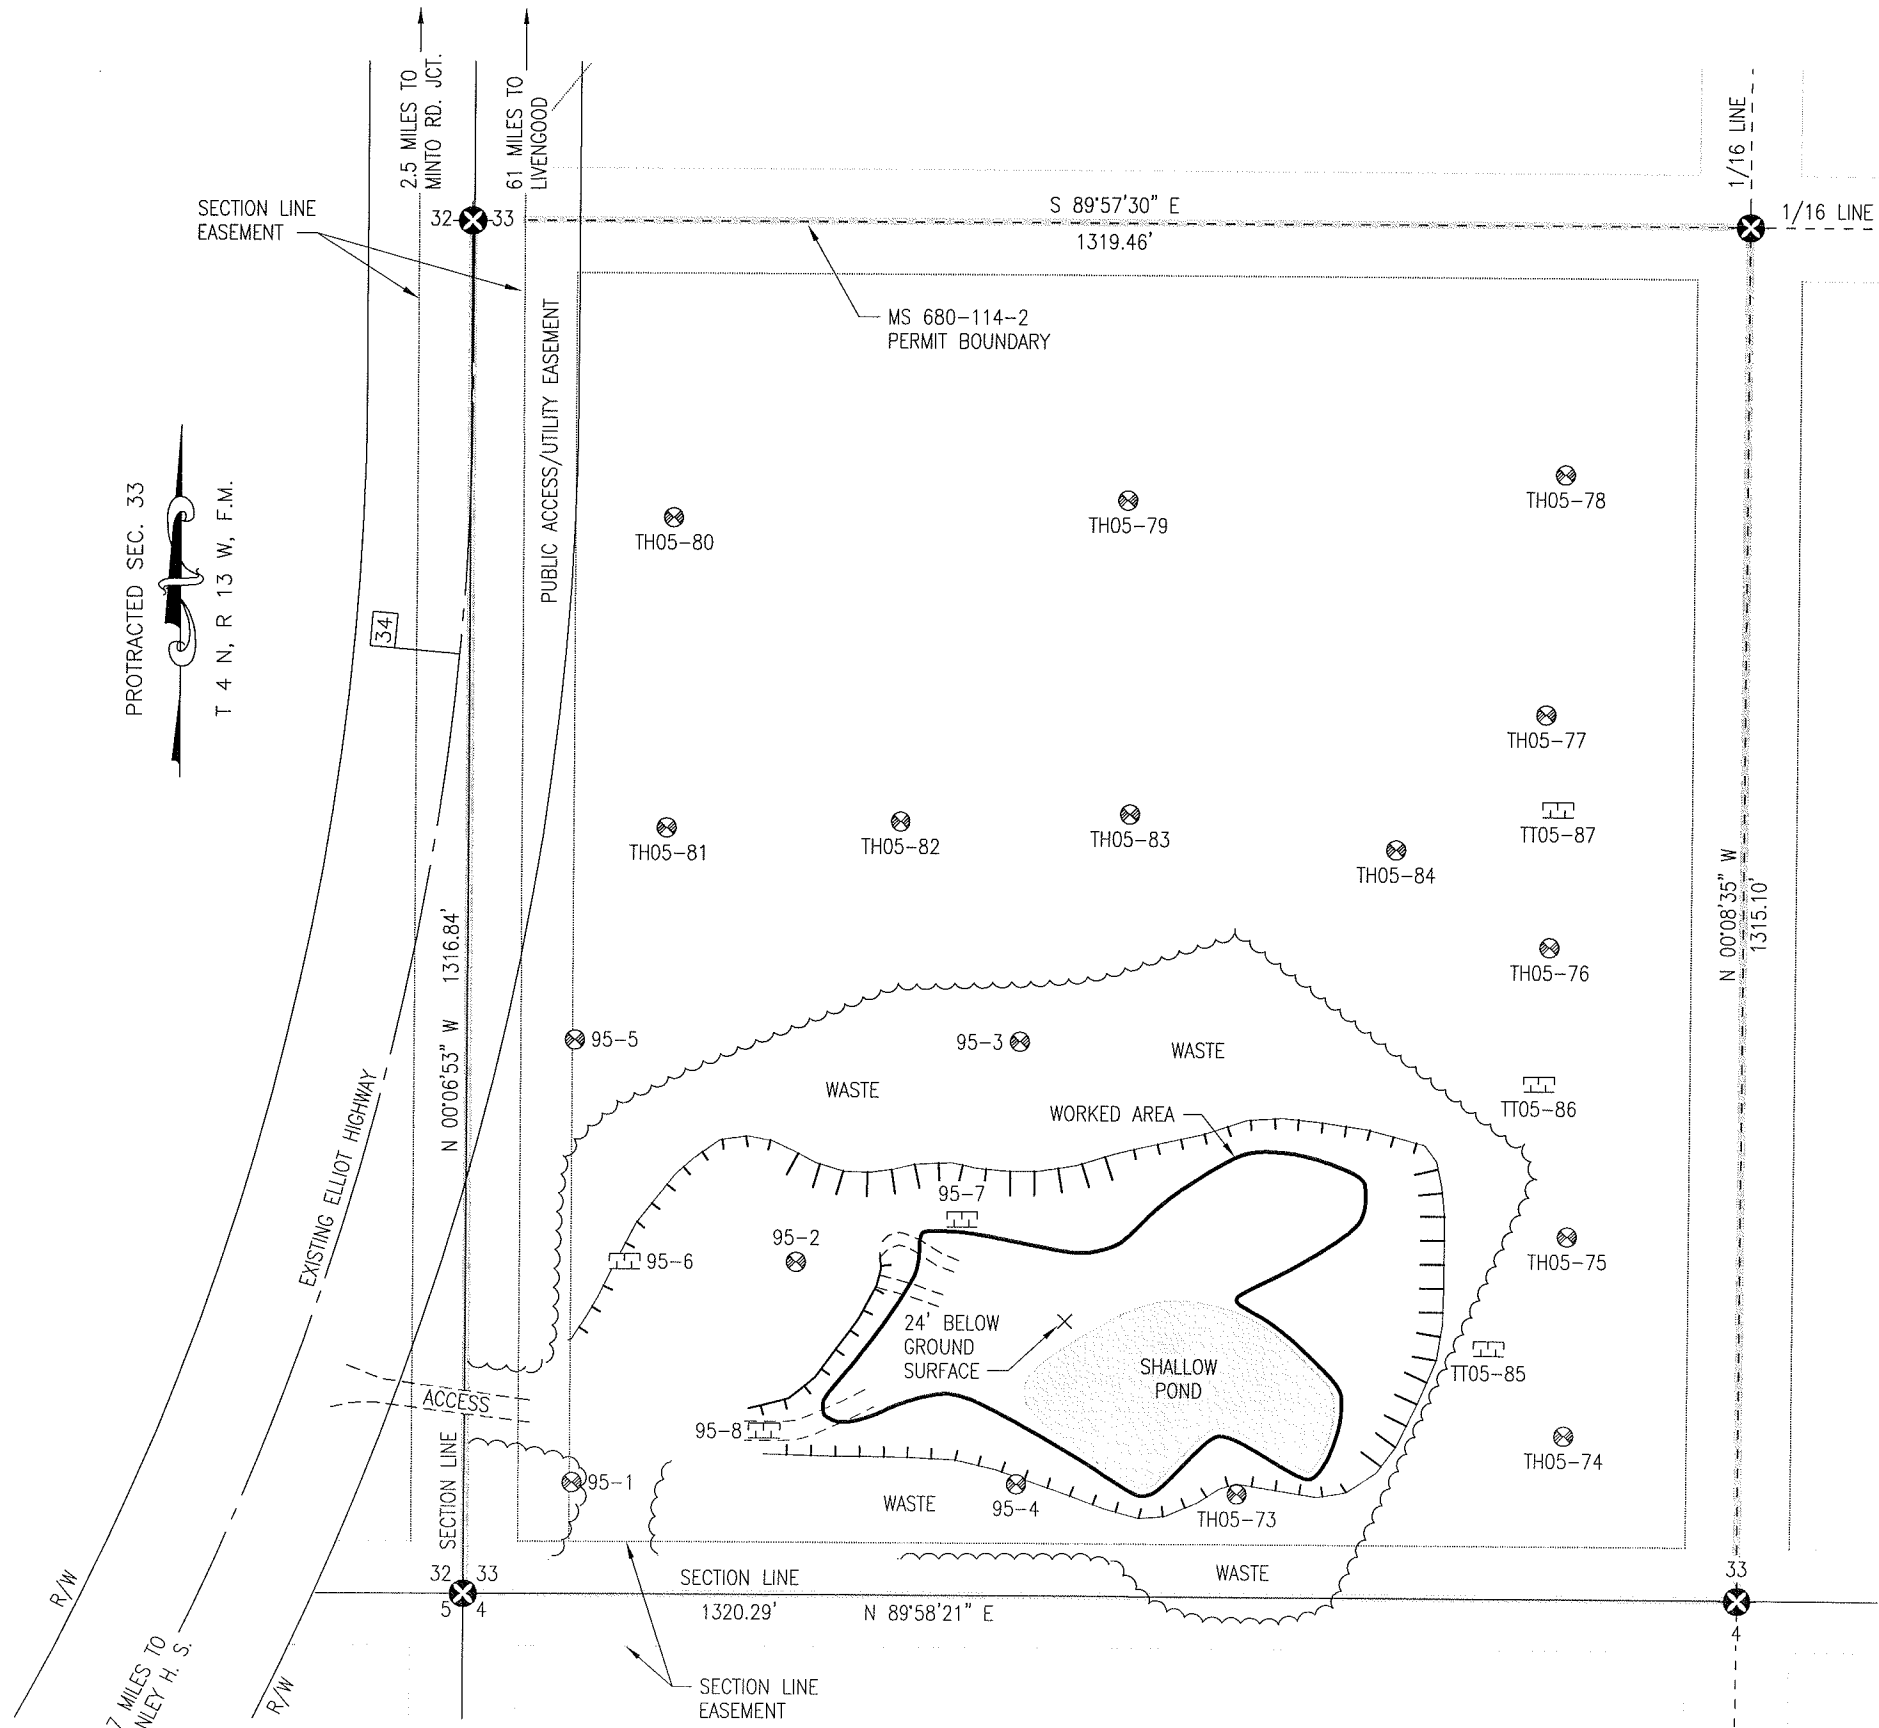 2.5 MILES TO
MINTO RD. JCT.
61 MILES TO
LIVENGOOD
1/16 LINE
SECTION LINE
EASEMENT
32 33
S 89°57'30" E
1319.46'
1/16 LINE
MS 680-114-2
PERMIT BOUNDARY
PUBLIC ACCESS/UTILITY EASEMENT
PROTRACTED SEC. 33
T 4 N, R 13 W, F.M.
34
TH05-80
TH05-79
TH05-78
TH05-77
TT05-87
TH05-81
TH05-82
TH05-83
TH05-84
N 00°06'53" W 1316.84'
N 00°08'35" W
1315.10'
TH05-76
95-5
95-3
WASTE
WASTE
TT05-86
WORKED AREA
EXISTING ELLIOT HIGHWAY
95-7
95-2
95-6
TH05-75
24' BELOW
GROUND
SURFACE
SHALLOW
POND
TT05-85
ACCESS
95-8
TH05-74
SECTION LINE
95-1
WASTE
95-4
TH05-73
WASTE
32 33
5 4
SECTION LINE
1320.29' N 89°58'21" E
33
4
R/W
R/W
7 MILES TO
NLEY H. S.
SECTION LINE
EASEMENT